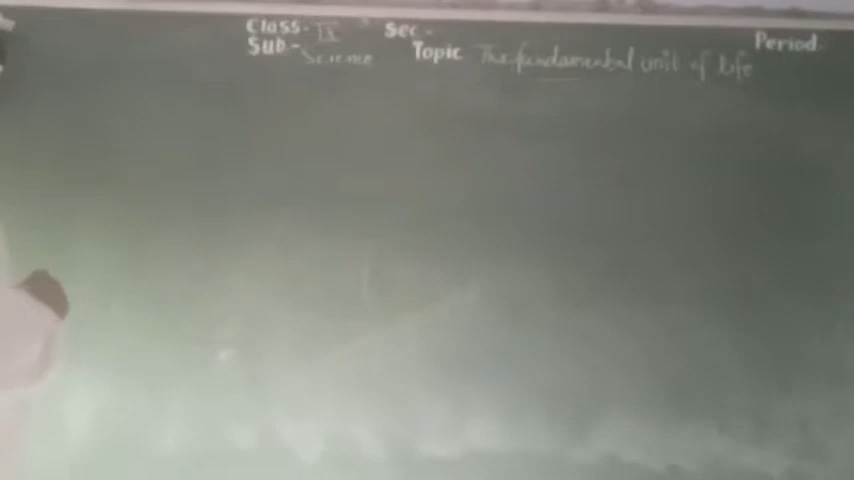 Class- IX Sec-
Sub- Science Topic The fundamental unit of Life Period-